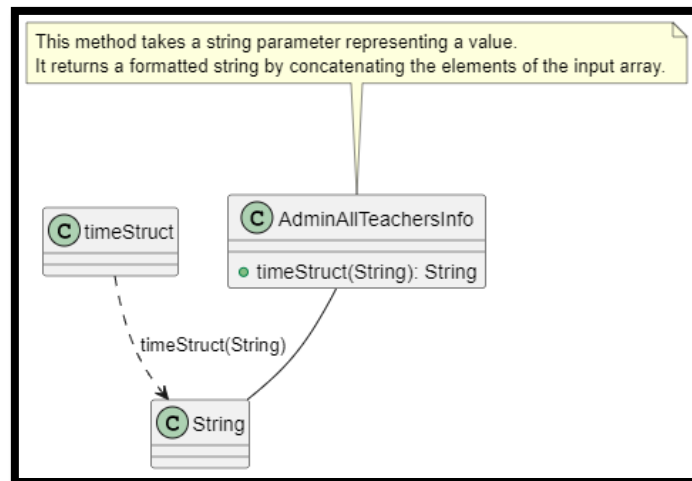 This method takes a string parameter representing a value.
It returns a formatted string by concatenating the elements of the input array.
C timeStruct
C AdminAllTeachersInfo
timeStruct(String): String
timeStruct(String)
C String